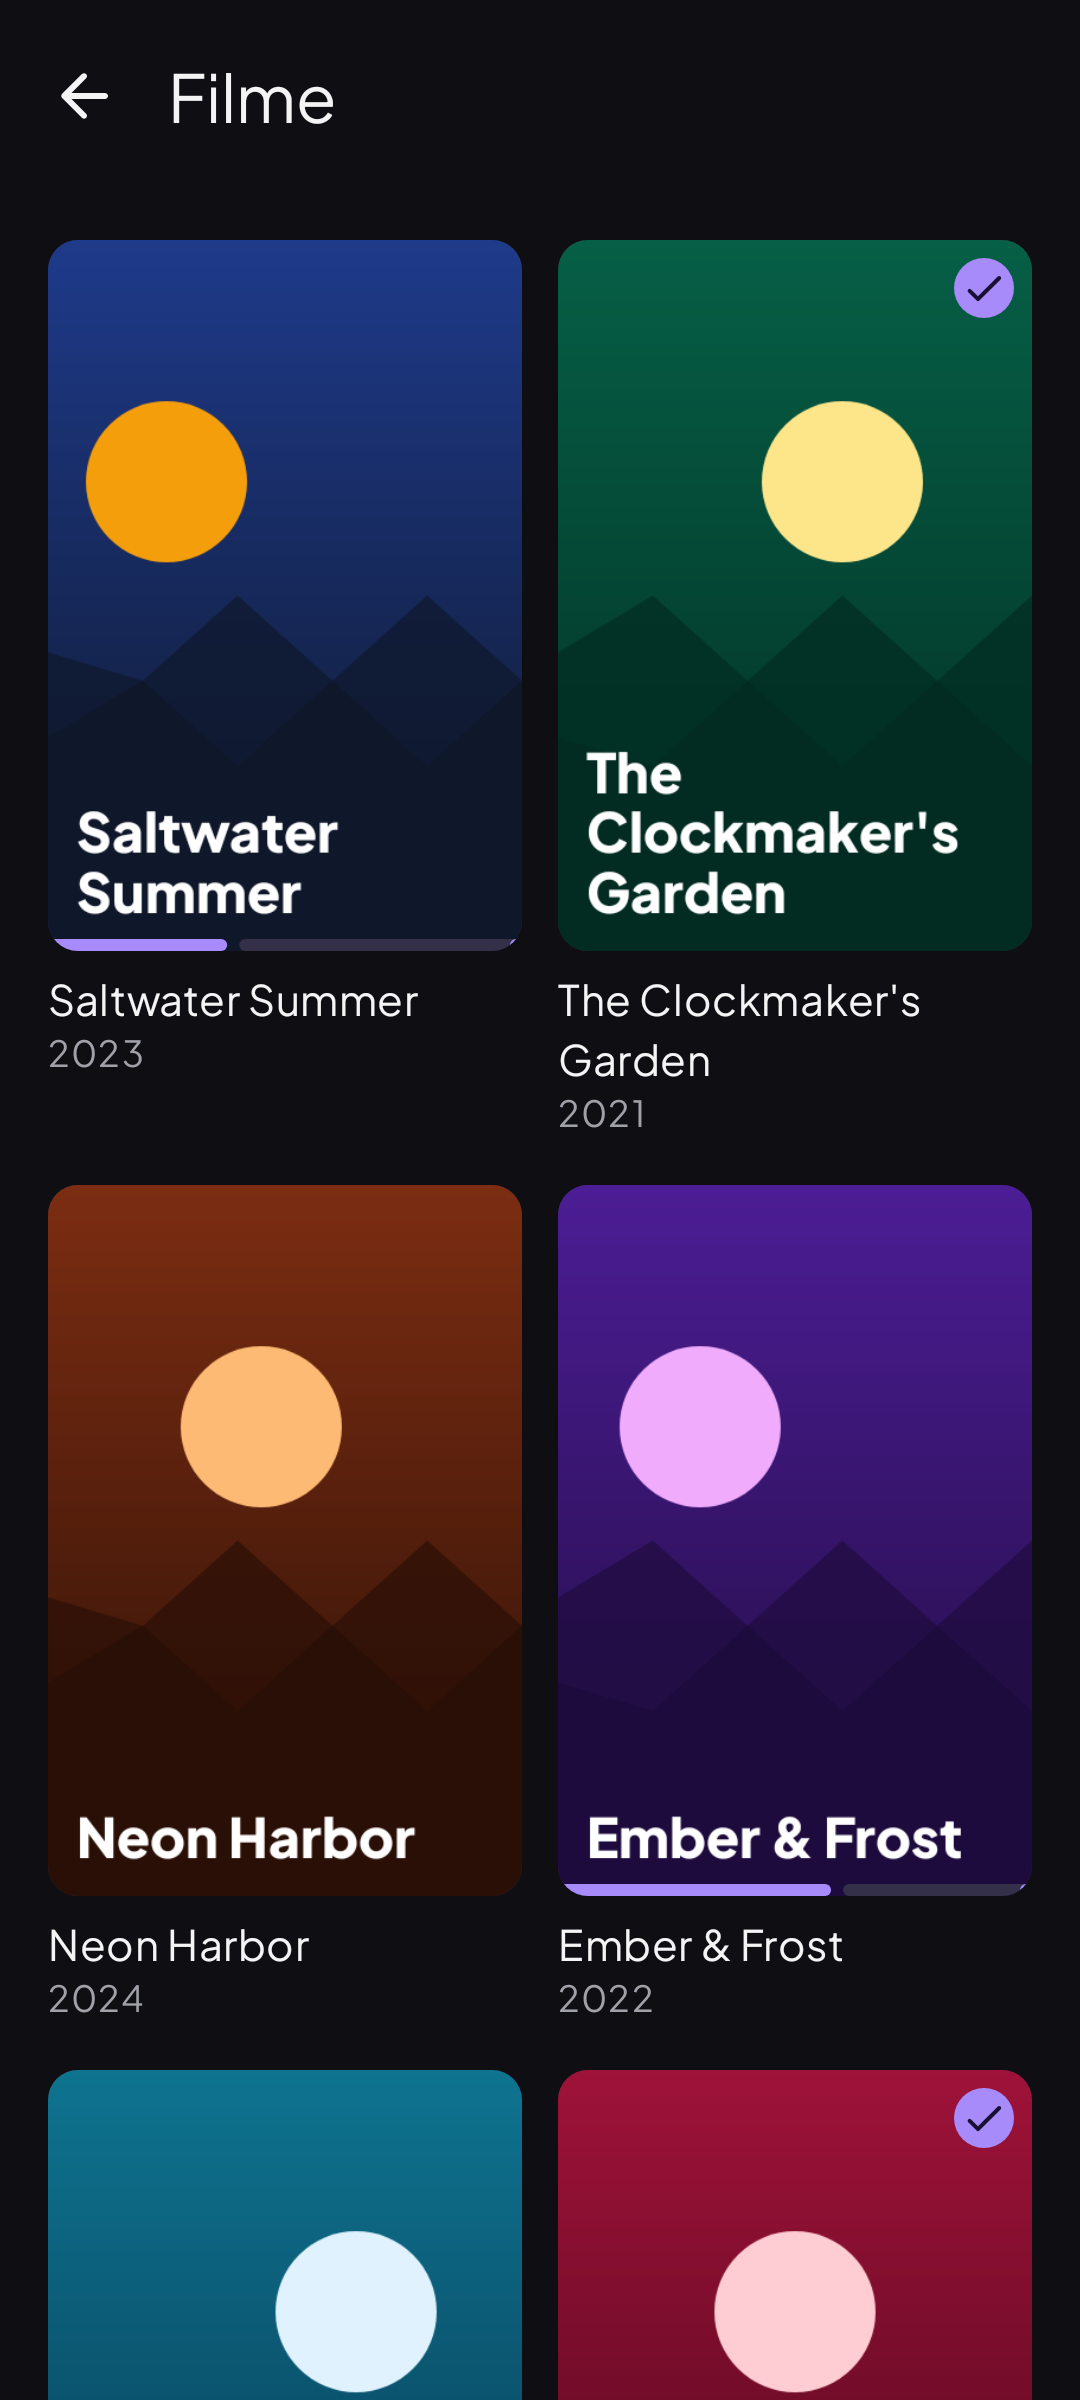 Filme
Saltwater
Summer
The
Clockmaker's
Garden
Saltwater Summer
2023
The Clockmaker's
Garden
2021
Neon Harbor
Ember & Frost
Neon Harbor
2024
Ember & Frost
2022